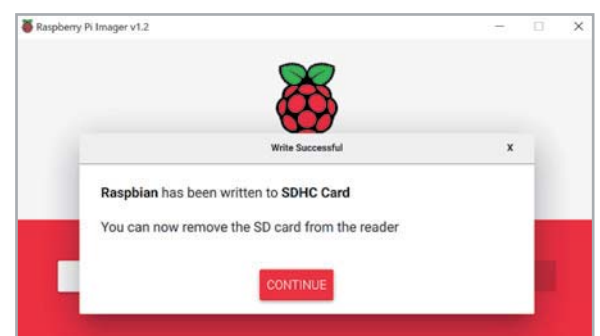 Raspberry Pi Imager v1.2
Write Successful
X
Raspbian has been written to SDHC Card
You can now remove the SD card from the reader
CONTINUE